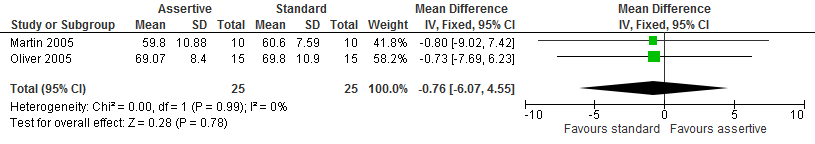 Assertive Standard Mean Difference Mean Difference
Study or Subgroup Mean SD Total Mean SD Total Weight IV, Fixed, 95% CI IV, Fixed, 95% CI
Martin 2005 59.8 10.88 10 60.6 7.59 10 41.8% -0.80 [-9.02, 7.42]
Oliver 2005 69.07 8.4 15 69.8 10.9 15 58.2% -0.73 [-7.69, 6.23]
Total (95% CI) 25 25 100.0% -0.76 [-6.07, 4.55]
Heterogeneity: Chi² = 0.00, df = 1 (P = 0.99); I² = 0%
Test for overall effect: Z = 0.28 (P = 0.78)
-10 -5 0 5 10
Favours standard Favours assertive